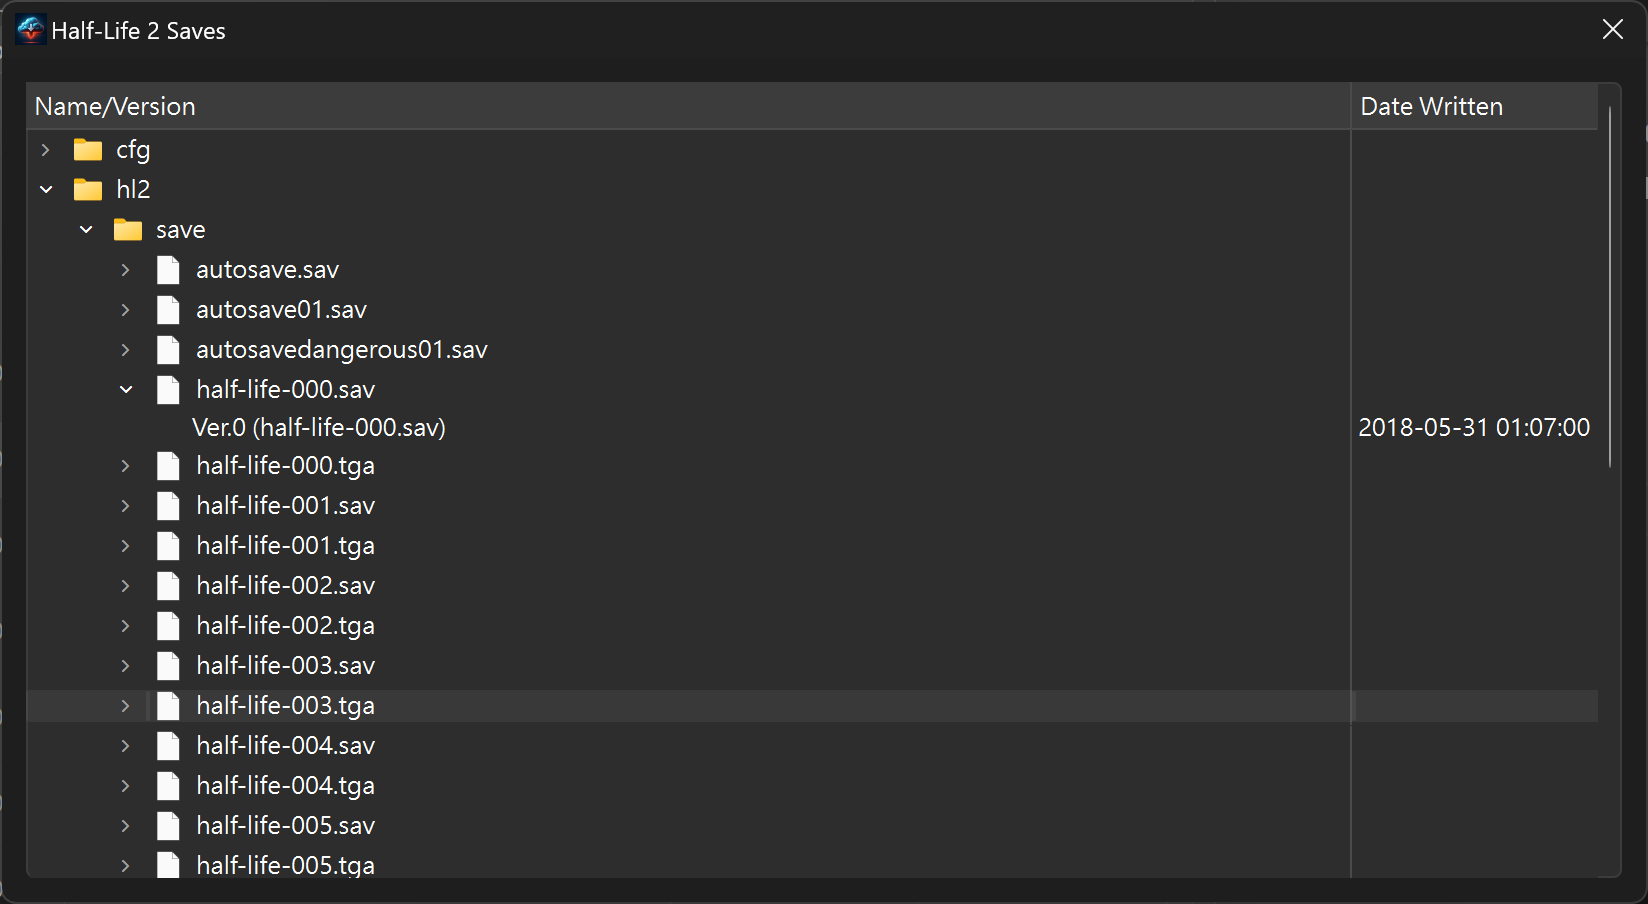 Half-Life 2 Saves
Name/Version Date Written
cfg
hl2
save
autosave.sav
autosave01.sav
autosavedangerous01.sav
half-life-000.sav
Ver.0 (half-life-000.sav) 2018-05-31 01:07:00
half-life-000.tga
half-life-001.sav
half-life-001.tga
half-life-002.sav
half-life-002.tga
half-life-003.sav
half-life-003.tga
half-life-004.sav
half-life-004.tga
half-life-005.sav
half-life-005.tga